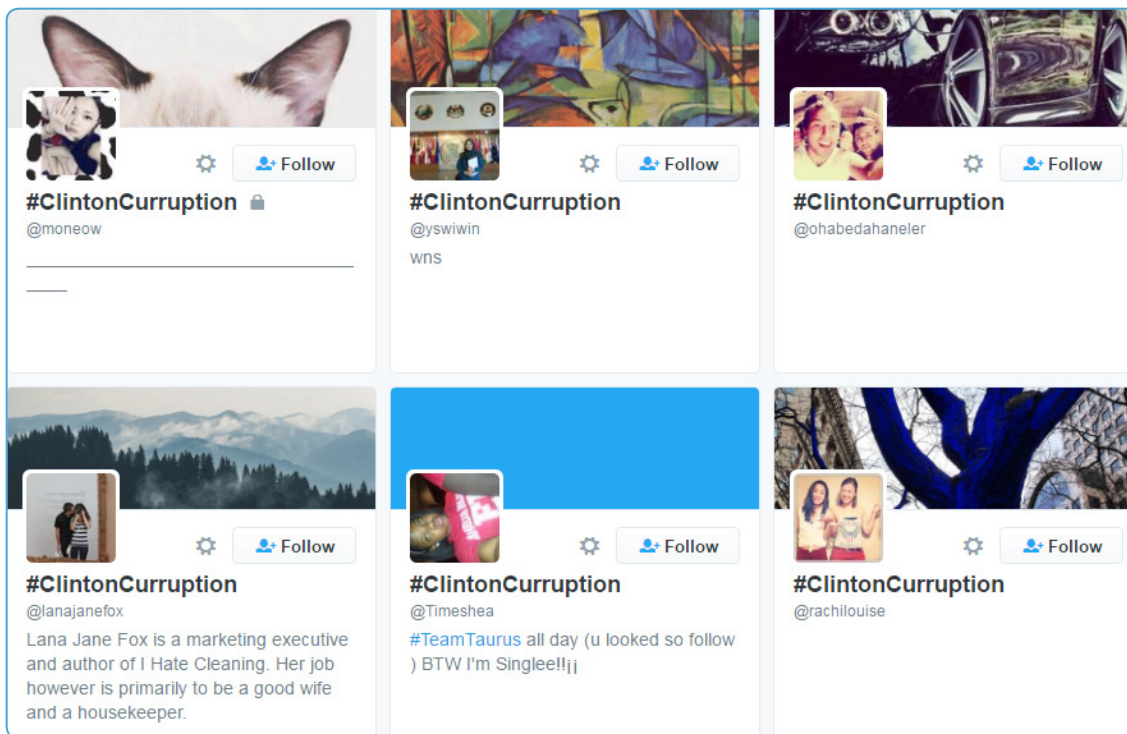 Follow
#ClintonCurruption
@moneow
Follow
#ClintonCurruption
@yswiwin
wns
Follow
#ClintonCurruption
@ohabedahaneler
Follow
#ClintonCurruption
@lanajanefox
Lana Jane Fox is a marketing executive
and author of I Hate Cleaning. Her job
however is primarily to be a good wife
and a housekeeper.
Follow
#ClintonCurruption
@Timeshea
#TeamTaurus all day (u looked so follow
) BTW I'm Singlee!!¡¡
Follow
#ClintonCurruption
@rachilouise